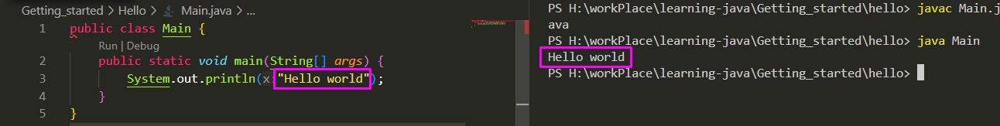 Getting_started > Hello > Main.java > ...
1 public class Main {
Run | Debug
2 public static void main(String[] args) {
3 System.out.println(x:"Hello world");
4 }
5 }
PS H:\workPlace\learning-java\Getting_started\hello> javac Main.j
ava
PS H:\workPlace\learning-java\Getting_started\hello> java Main
Hello world
PS H:\workPlace\learning-java\Getting_started\hello>